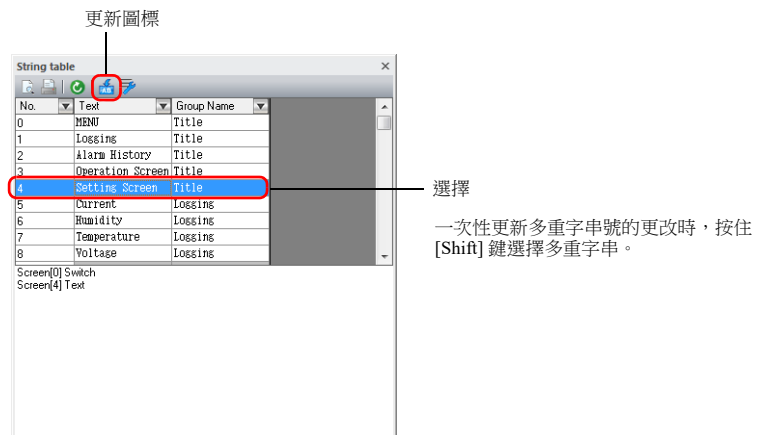 更新圖標
String table
No. Text Group Name
0 MENU Title
1 Logging Title
2 Alarm History Title
3 Operation Screen Title
4 Setting Screen Title
5 Current Logging
6 Humidity Logging
7 Temperature Logging
8 Voltage Logging
Screen[0] Switch
Screen[4] Text
選擇
一次性更新多重字串號的更改時，按住
[Shift] 鍵選擇多重字串。